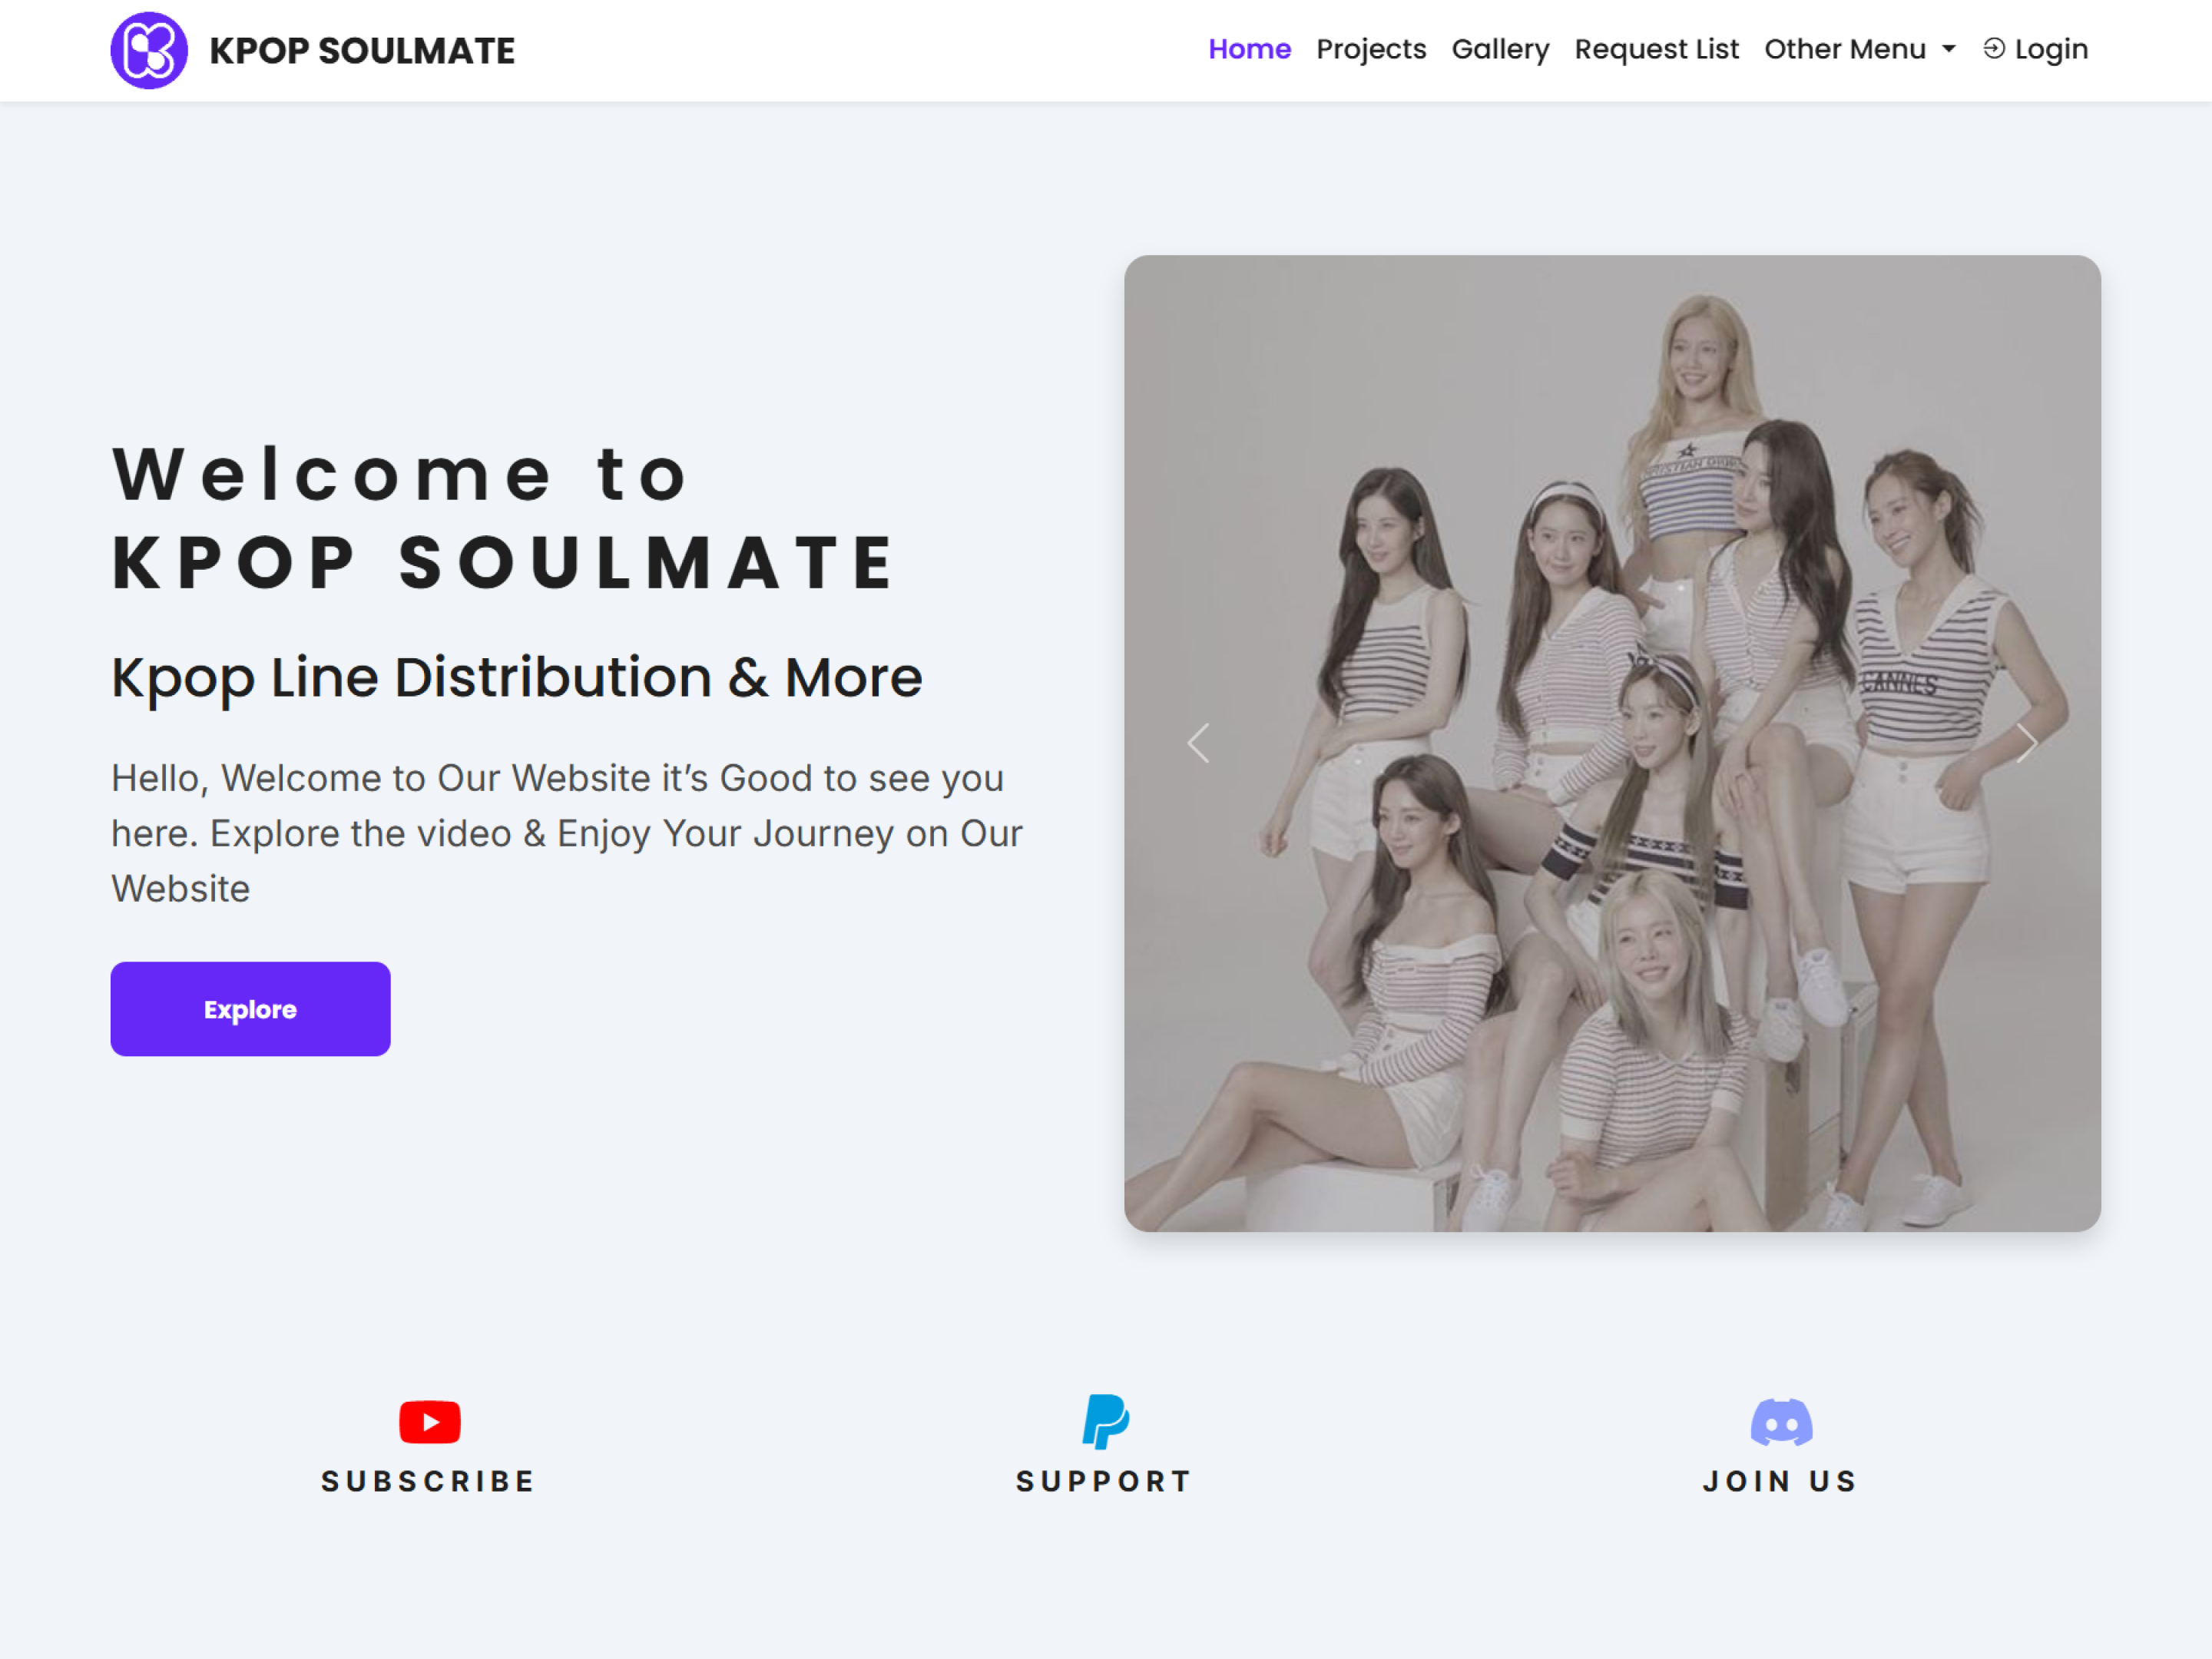 KPOP SOULMATE
Home Projects Gallery Request List Other Menu Login
Welcome to
KPOP SOULMATE
Kpop Line Distribution & More
Hello, Welcome to Our Website it’s Good to see you
here. Explore the video & Enjoy Your Journey on Our
Website
Explore
CANNES
SUBSCRIBE
SUPPORT
JOIN US